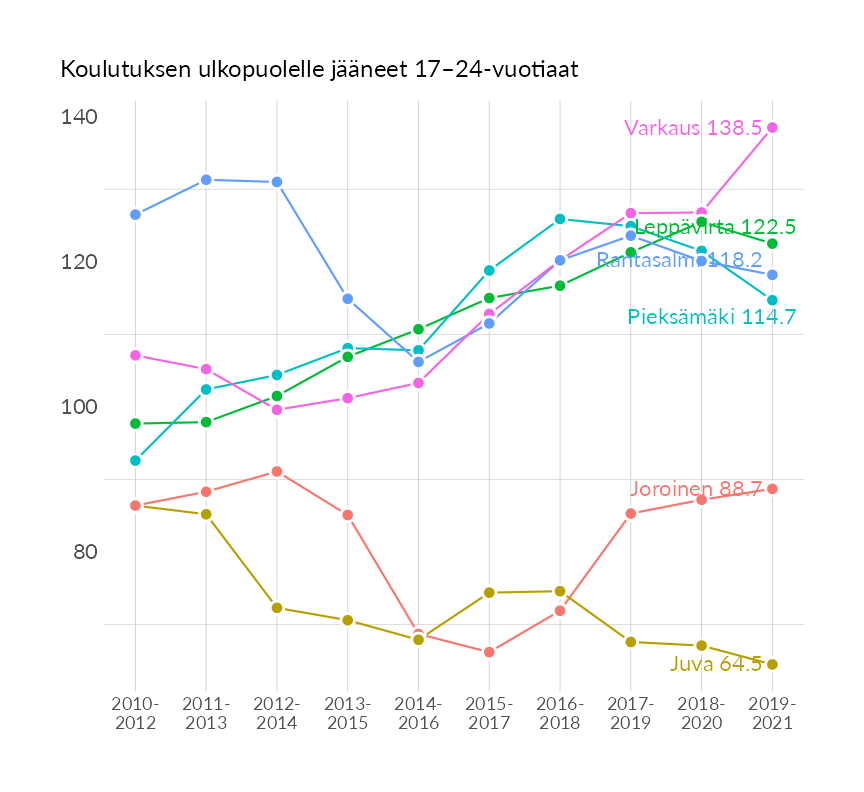 Koulutuksen ulkopuolelle jääneet 17–24-vuotiaat
140
Varkaus 138.5
Leppävirta 122.5
120
Rantasalmi 118.2
Pieksämäki 114.7
100
Joroinen 88.7
80
Juva 64.5
2010- 2011- 2012- 2013- 2014- 2015- 2016- 2017- 2018- 2019-
2012 2013 2014 2015 2016 2017 2018 2019 2020 2021